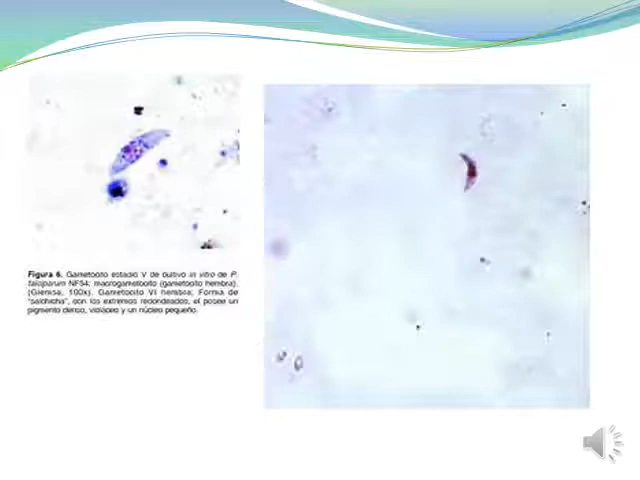 Figura 6. Gametocito estadio V de cultivo in vitro de P.
falciparum NF54: macrogametocito (gametocito hembra).
(Giemsa, 100x). Gametocito VI hembra; Forma de
"salchicha", con los extremos redondeados, el posee un
pigmento denso, violáceo y un núcleo pequeño.